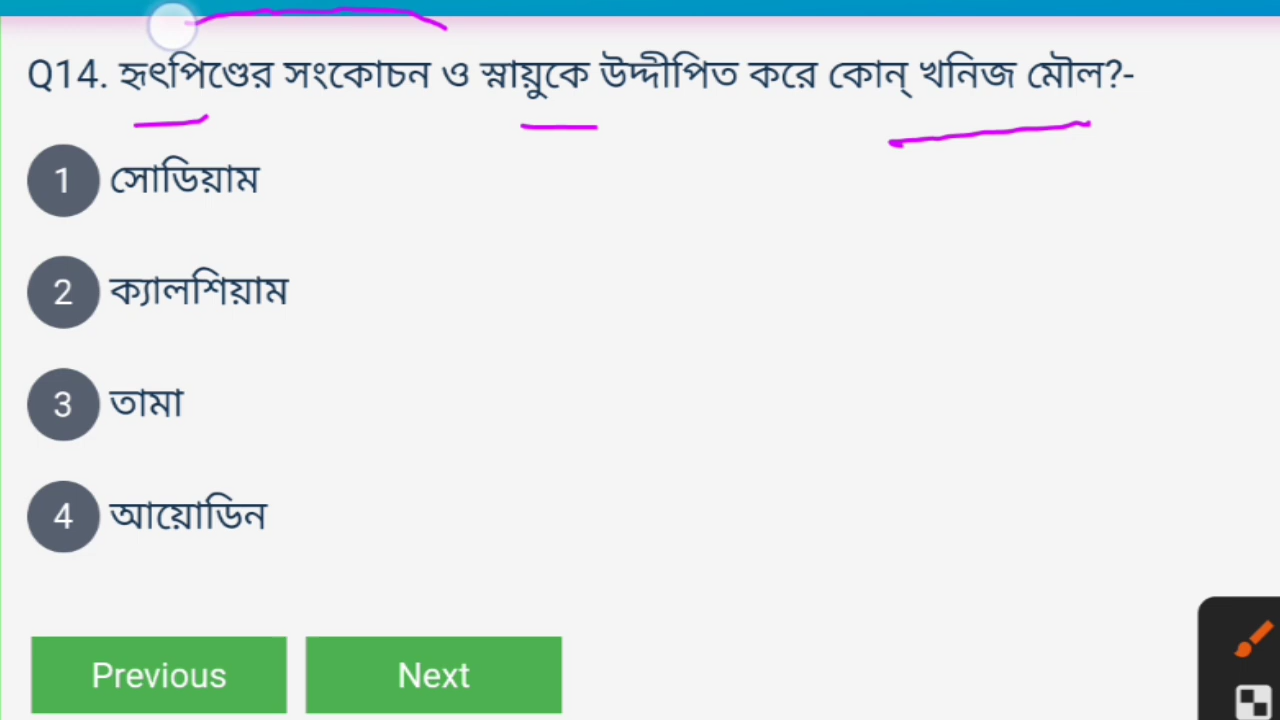 Q14. হৃৎপিণ্ডের সংকোচন ও স্নায়ুকে উদ্দীপিত করে কোন্ খনিজ মৌল?-
1 সোডিয়াম
2 ক্যালশিয়াম
3 তামা
4 আয়োডিন
Previous Next